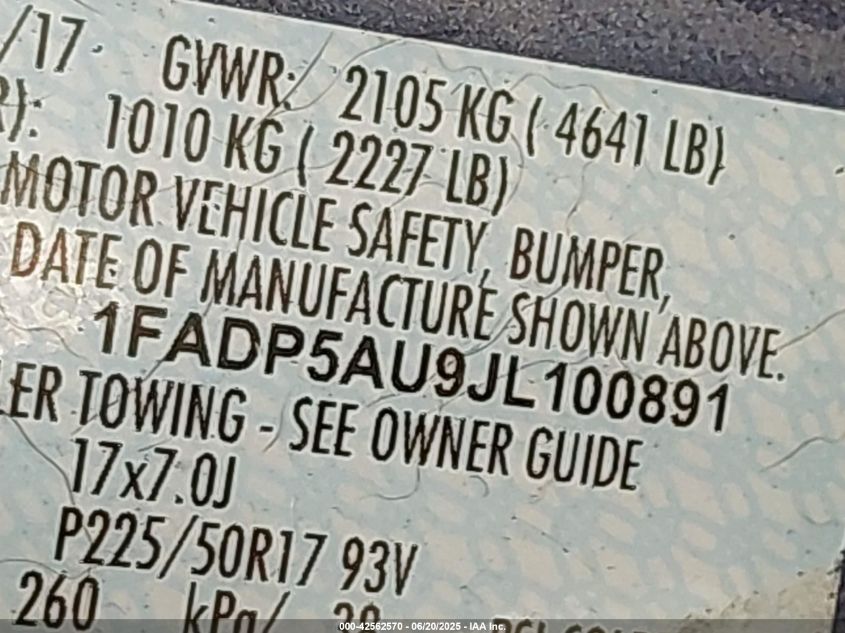 /17 GVWR: 2105 KG ( 4641 LB)
R): 1010 KG ( 2227 LB)
MOTOR VEHICLE SAFETY, BUMPER,
DATE OF MANUFACTURE SHOWN ABOVE.
1FADP5AU9JL100891
LER TOWING - SEE OWNER GUIDE
17x7.0J
P225/50R17 93V
260 kPa/ 38
000-42562570 - 06/20/2025 - IAA Inc.